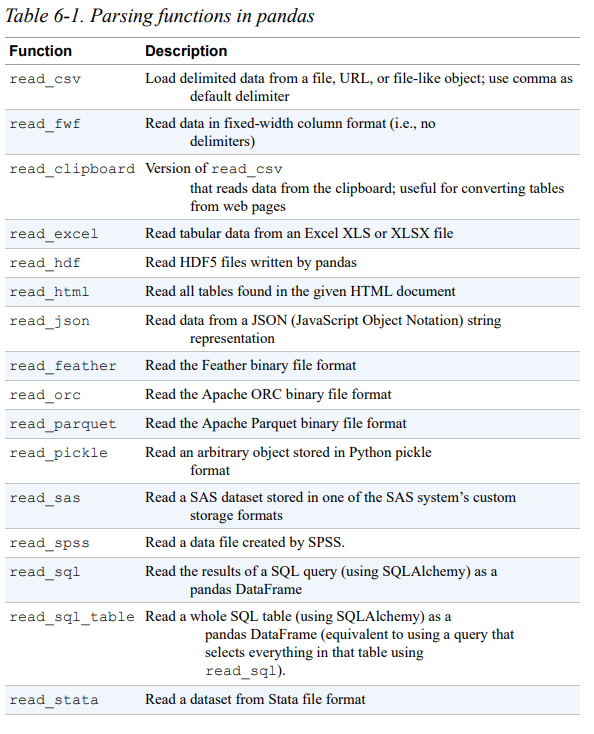 Table 6-1. Parsing functions in pandas
Function Description
read_csv Load delimited data from a file, URL, or file-like object; use comma as
default delimiter
read_fwf Read data in fixed-width column format (i.e., no
delimiters)
read_clipboard Version of read_csv
that reads data from the clipboard; useful for converting tables
from web pages
read_excel Read tabular data from an Excel XLS or XLSX file
read_hdf Read HDF5 files written by pandas
read_html Read all tables found in the given HTML document
read_json Read data from a JSON (JavaScript Object Notation) string
representation
read_feather Read the Feather binary file format
read_orc Read the Apache ORC binary file format
read_parquet Read the Apache Parquet binary file format
read_pickle Read an arbitrary object stored in Python pickle
format
read_sas Read a SAS dataset stored in one of the SAS system’s custom
storage formats
read_spss Read a data file created by SPSS.
read_sql Read the results of a SQL query (using SQLAlchemy) as a
pandas DataFrame
read_sql_table Read a whole SQL table (using SQLAlchemy) as a
pandas DataFrame (equivalent to using a query that
selects everything in that table using
read_sql).
read_stata Read a dataset from Stata file format